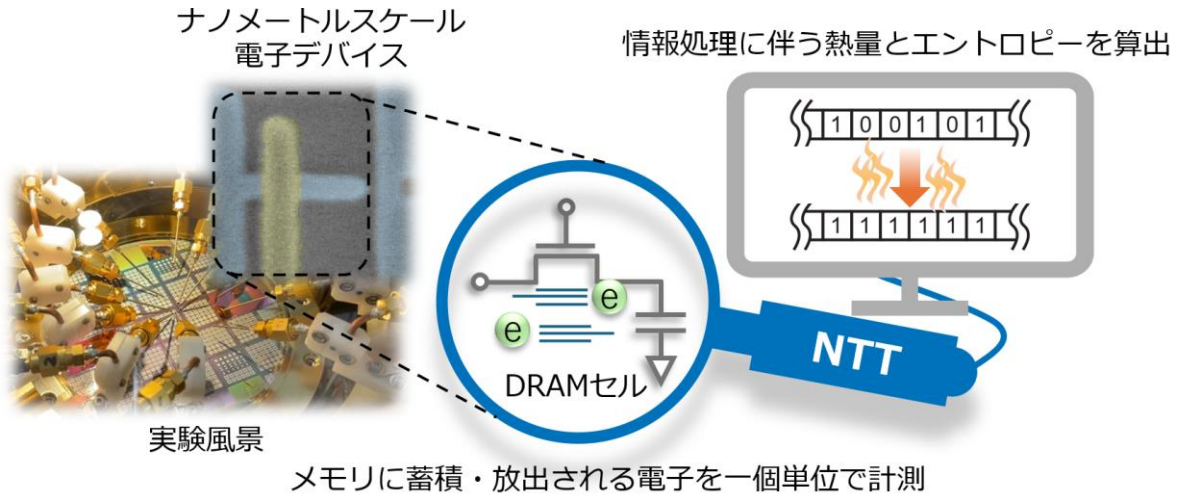 ナノメートルスケール
電子デバイス
情報処理に伴う熱量とエントロピーを算出
1 0 0 1 0 1
1 1 1 1 1 1
e
e
DRAMセル
NTT
実験風景
メモリに蓄積・放出される電子を一個単位で計測